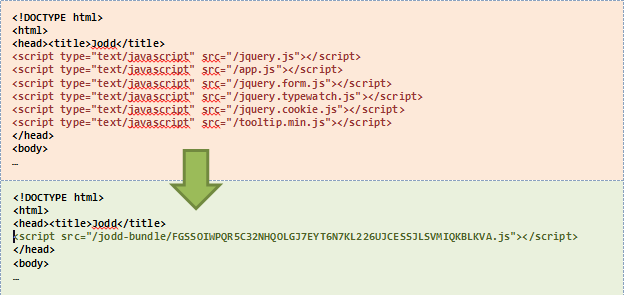 <!DOCTYPE html>
<html>
<head><title>Jodd</title>
<script type="text/javascript" src="/jquery.js"></script>
<script type="text/javascript" src="/app.js"></script>
<script type="text/javascript" src="/jquery.form.js"></script>
<script type="text/javascript" src="/jquery.typewatch.js"></script>
<script type="text/javascript" src="/jquery.cookie.js"></script>
<script type="text/javascript" src="/tooltip.min.js"></script>
</head>
<body>
…
<!DOCTYPE html>
<html>
<head><title>Jodd</title>
<script src="/jodd-bundle/FGSSOIWPQR5C32NHQOLGJ7EYT6N7KL226UJCESSJLSVMIQKBLKVA.js"></script>
</head>
<body>
…